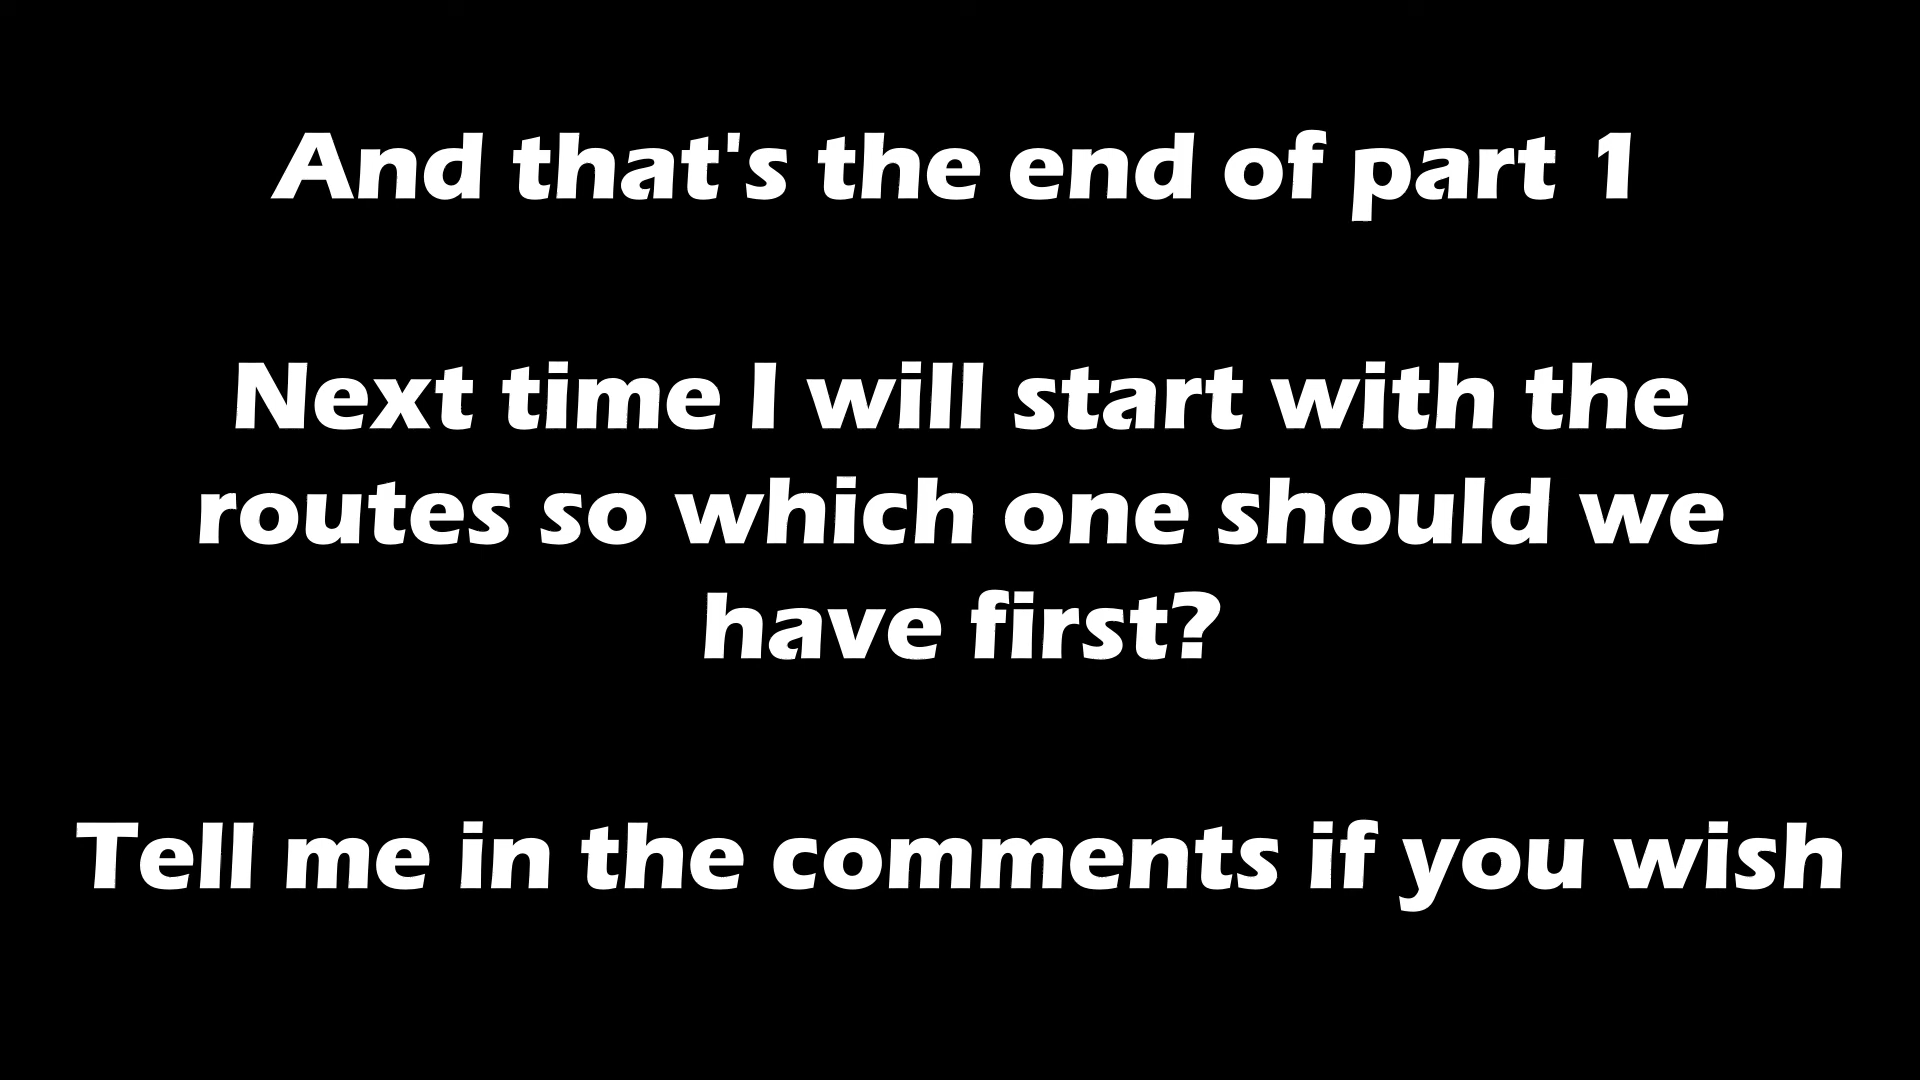 And that's the end of part 1
Next time I will start with the
routes so which one should we
have first?
Tell me in the comments if you wish